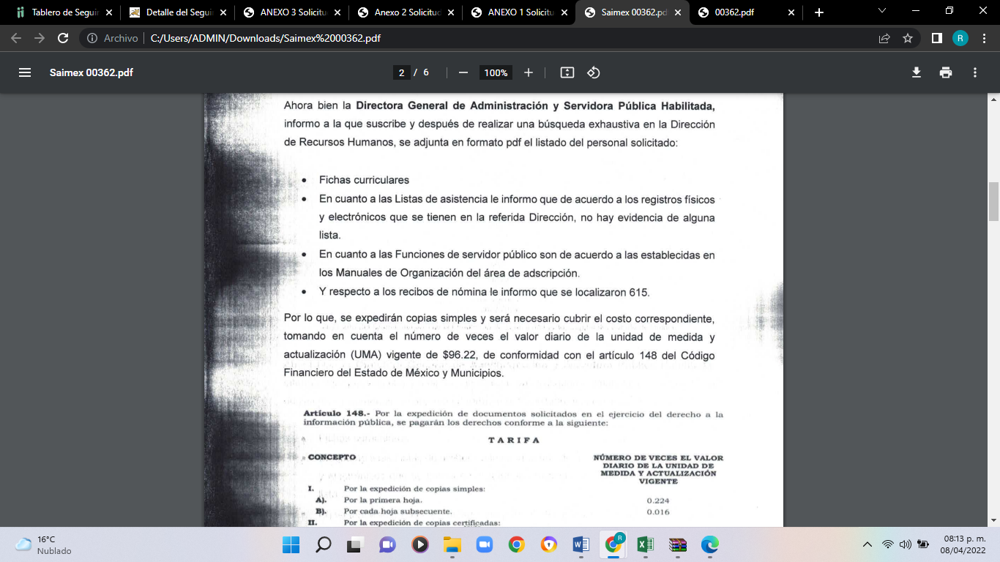 Tablero de Segui
Detalle del Segui
ANEXO 3 Solicitu
Anexo 2 Solicitud
ANEXO 1 Solicitu
Saimex 00362.pd
00362.pdf
Archivo
C:/Users/ADMIN/Downloads/Saimex%2000362.pdf
R
Saimex 00362.pdf
2 / 6
100%
Ahora bien la Directora General de Administración y Servidora Pública Habilitada,
informo a la que suscribe y después de realizar una búsqueda exhaustiva en la Dirección
de Recursos Humanos, se adjunta en formato pdf el listado del personal solicitado:
• Fichas curriculares
• En cuanto a las Listas de asistencia le informo que de acuerdo a los registros físicos
y electrónicos que se tienen en la referida Dirección, no hay evidencia de alguna
lista.
• En cuanto a las Funciones de servidor público son de acuerdo a las establecidas en
los Manuales de Organización del área de adscripción.
• Y respecto a los recibos de nómina le informo que se localizaron 615.
Por lo que, se expedirán copias simples y será necesario cubrir el costo correspondiente,
tomando en cuenta el número de veces el valor diario de la unidad de medida y
actualización (UMA) vigente de $96.22, de conformidad con el artículo 148 del Código
Financiero del Estado de México y Municipios.
Artículo 148.- Por la expedición de documentos solicitados en el ejercicio del derecho a la
información pública, se pagarán los derechos conforme a la siguiente:
TARIFA
CONCEPTO
NÚMERO DE VECES EL VALOR
DIARIO DE LA UNIDAD DE
MEDIDA Y ACTUALIZACIÓN
VIGENTE
I. Por la expedición de copias simples:
A). Por la primera hoja. 0.224
B). Por cada hoja subsecuente. 0.016
II. Por la expedición de copias certificadas:
16°C
Nublado
R
08:13 p. m.
08/04/2022